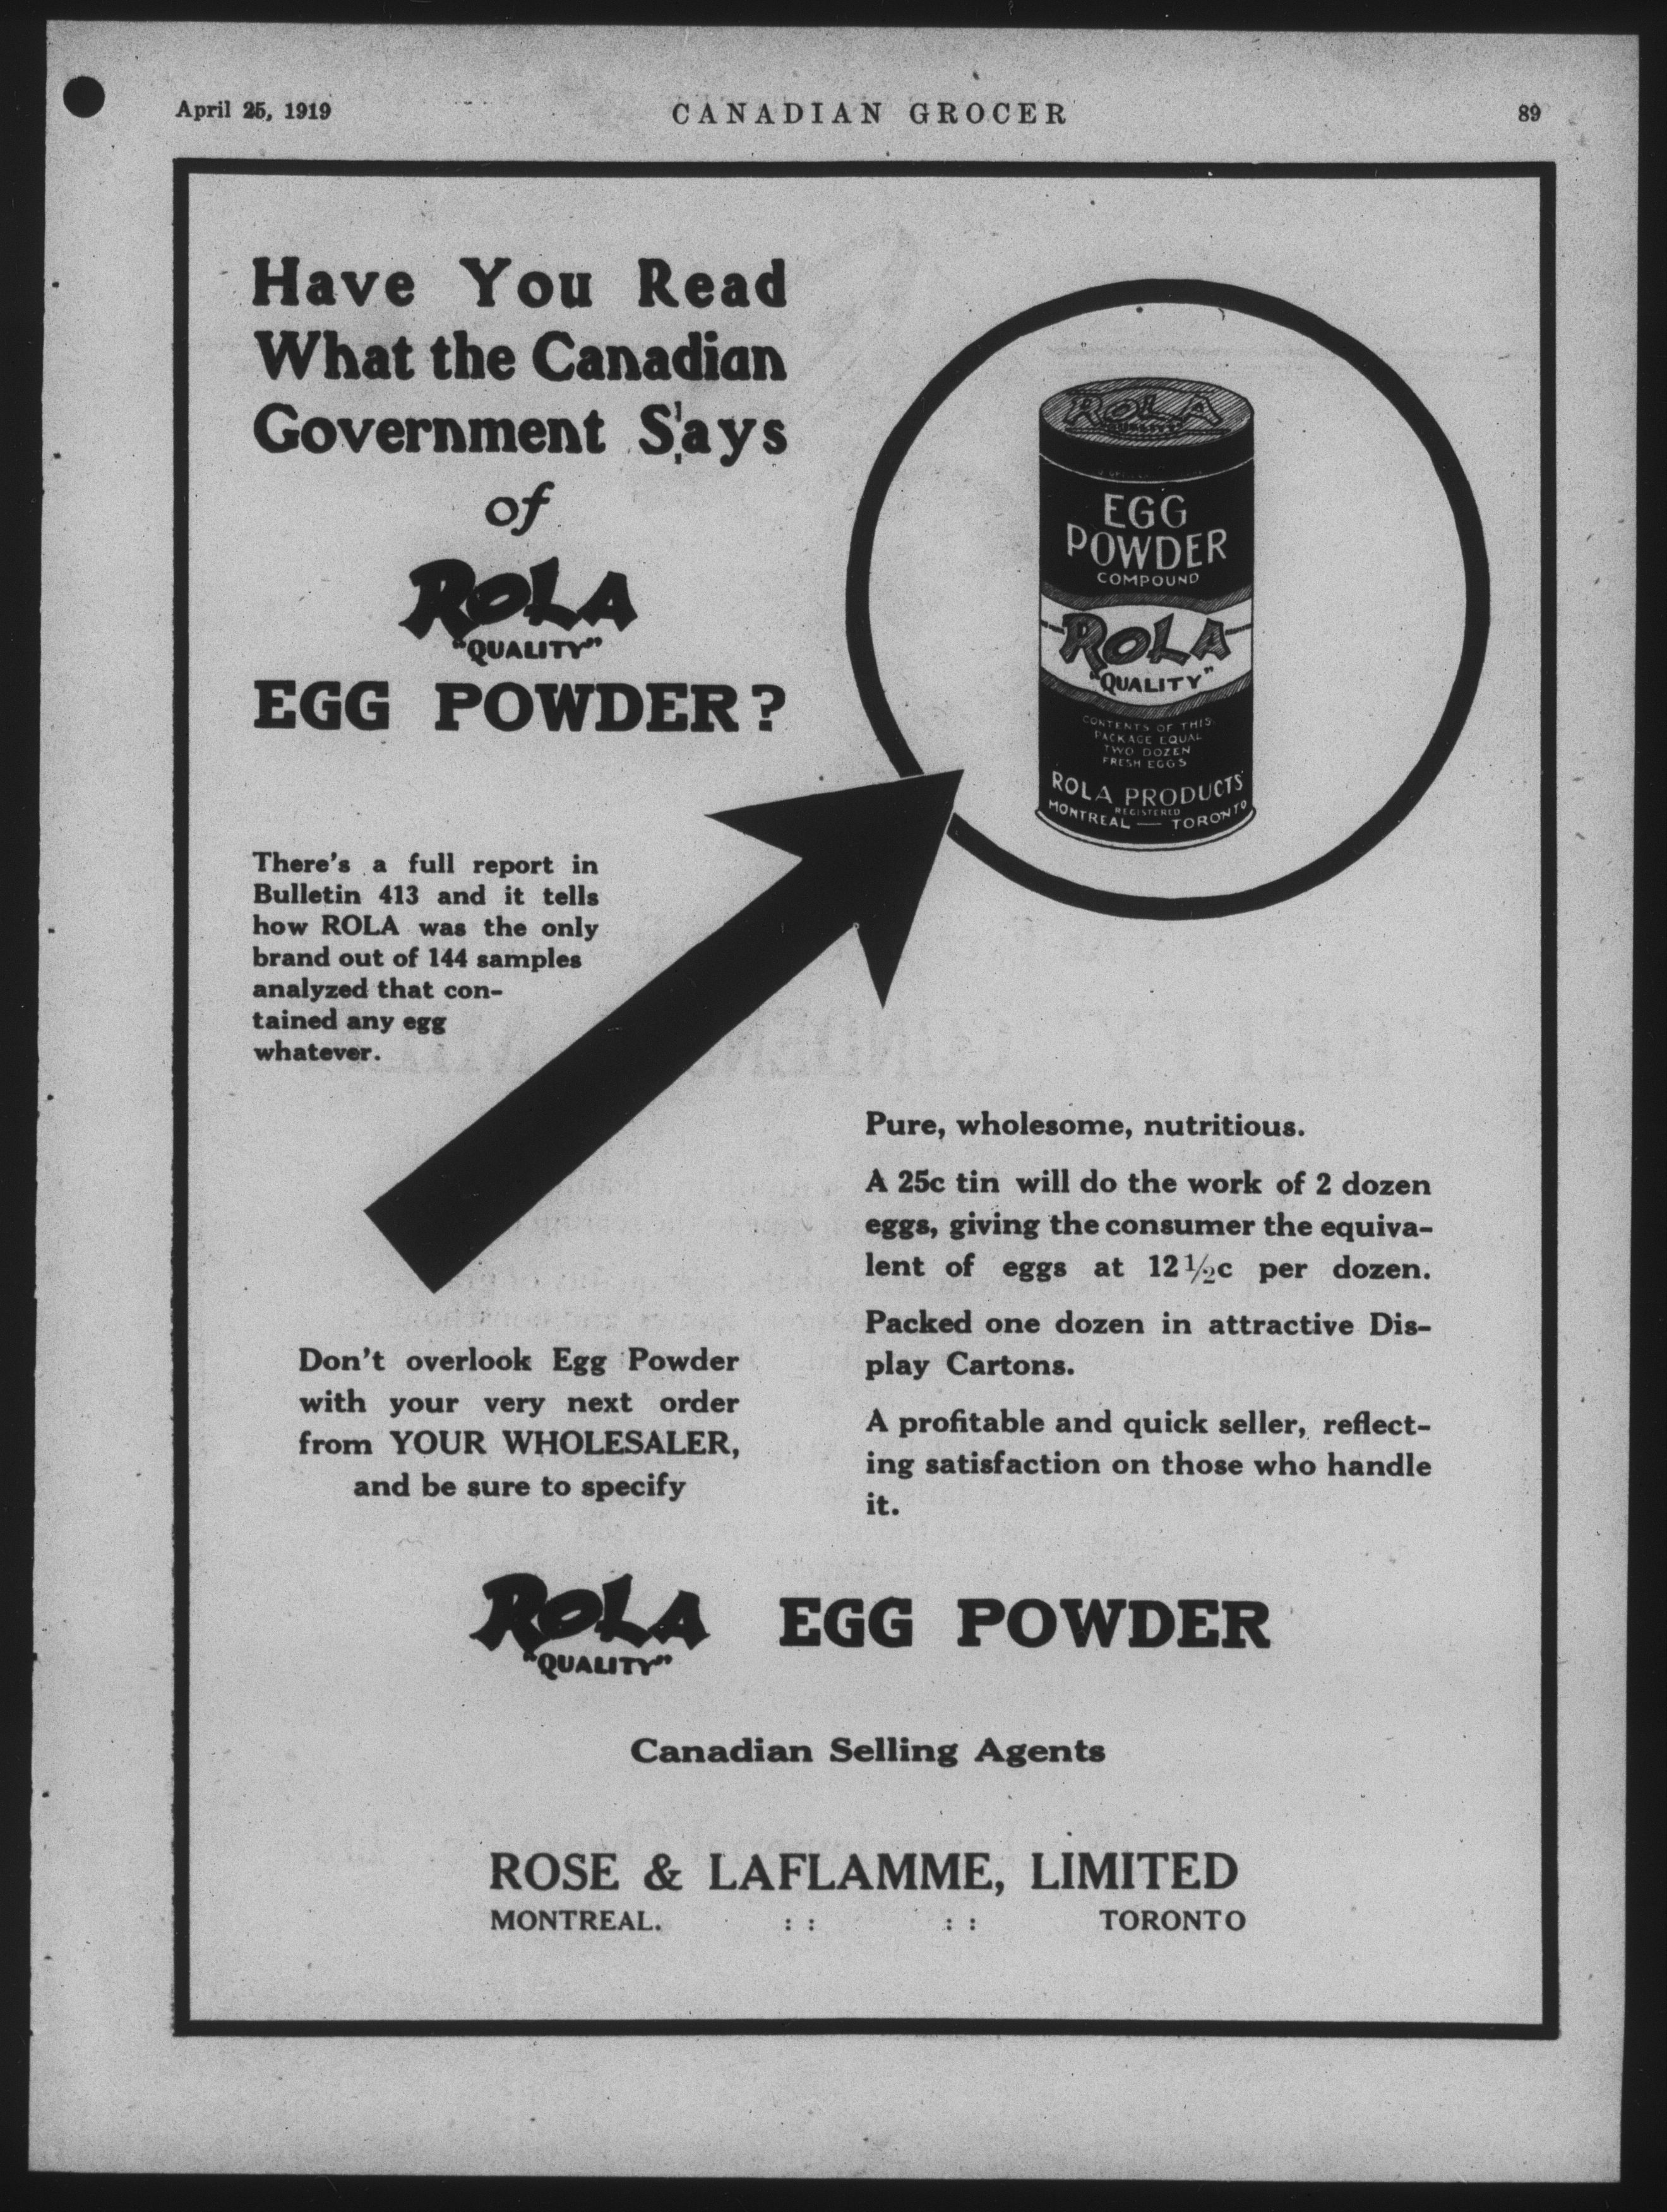 April 25, 1919
CANADIAN GROCER
89
Have You Read
What the Canadian
Government Says
of
ROLA
"QUALITY"
EGG POWDER?
ROLA
"QUALITY"
EGG
POWDER
COMPOUND
ROLA
"QUALITY"
CONTENTS OF THIS
PACKAGE EQUAL
TWO DOZEN
FRESH EGGS
ROLA PRODUCTS
REGISTERED
MONTREAL — TORONTO
There's a full report in
Bulletin 413 and it tells
how ROLA was the only
brand out of 144 samples
analyzed that con-
tained any egg
whatever.
Pure, wholesome, nutritious.
A 25c tin will do the work of 2 dozen
eggs, giving the consumer the equiva-
lent of eggs at 12½c per dozen.
Packed one dozen in attractive Dis-
play Cartons.
A profitable and quick seller, reflect-
ing satisfaction on those who handle
it.
Don't overlook Egg Powder
with your very next order
from YOUR WHOLESALER,
and be sure to specify
ROLA
"QUALITY"
EGG POWDER
Canadian Selling Agents
ROSE & LAFLAMME, LIMITED
MONTREAL. : : : : TORONTO